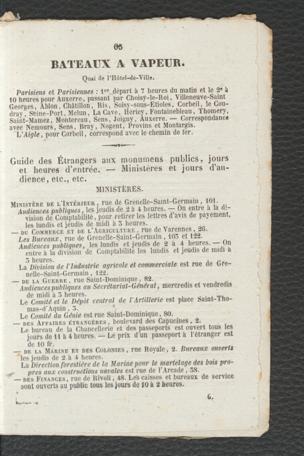 65
BATEAUX A VAPEUR.
Quai de l'Hôtel-de-Ville.
Parisiens et Parisiennes : 1er départ à 7 heures du matin et le 2e à
10 heures pour Auxerre, passant par Choisy-le-Roi, Villeneuve-Saint
Georges, Ablon, Châtillon, Ris, Soisy-sous-Etioles, Corbeil, le Cou-
dray, Seine-Port, Melun, La Cave, Héricy, Fontainebleau, Thomery,
Saint-Mamez, Montereau, Sens, Joigny, Auxerre. — Correspondance
avec Nemours, Sens, Bray, Nogent, Provins et Montargis.
L'Aigle, pour Corbeil, correspond avec le chemin de fer.
Guide des Étrangers aux monumens publics, jours
et heures d'entrée. — Ministères et jours d'au-
dience, etc., etc.
MINISTÈRES.
MINISTÈRE DE L'INTÉRIEUR, rue de Grenelle-Saint-Germain, 101.
Audiences publiques, les jeudis de 2 à 4 heures. — On entre à la di-
vision de Comptabilité, pour retirer les lettres d'avis de payement,
les lundis et jeudis de midi à 3 heures.
— DU COMMERCE ET DE L'AGRICULTURE, rue de Varennes, 26.
Les Bureaux, rue de Grenelle-Saint-Germain, 105 et 122.
Audiences publiques, les lundis et jeudis de 2 à 4 heures. — On
entre à la division de Comptabilité les lundis et jeudis de midi à
3 heures.
La Division de l'Industrie agricole et commerciale est rue de Gre-
nelle-Saint-Germain, 122.
— DE LA GUERRE, rue Saint-Dominique, 82.
Audiences publiques au Secrétariat-Général, mercredis et vendredis
de midi à 3 heures.
Le Comité et le Dépôt central de l'Artillerie est place Saint-Tho-
mas-d'Aquin, 3.
Le Comité du Génie est rue Saint-Dominique, 80.
— DES AFFAIRES ÉTRANGÈRES, boulevard des Capucines, 2.
Le bureau de la Chancellerie et des passeports est ouvert tous les
jours de 11 à 4 heures. — Le prix d'un passeport à l'étranger est
de 10 fr.
— DE LA MARINE ET DES COLONIES, rue Royale, 2. Bureaux ouverts
les jeudis de 2 à 4 heures.
La Direction forestière de la Marine pour le martelage des bois pro-
pres aux constructions navales est rue de l'Arcade, 38.
— DES FINANCES, rue de Rivoli, 48. Les caisses et bureaux de service
sont ouverts au public tous les jours de 10 à 2 heures.
6.